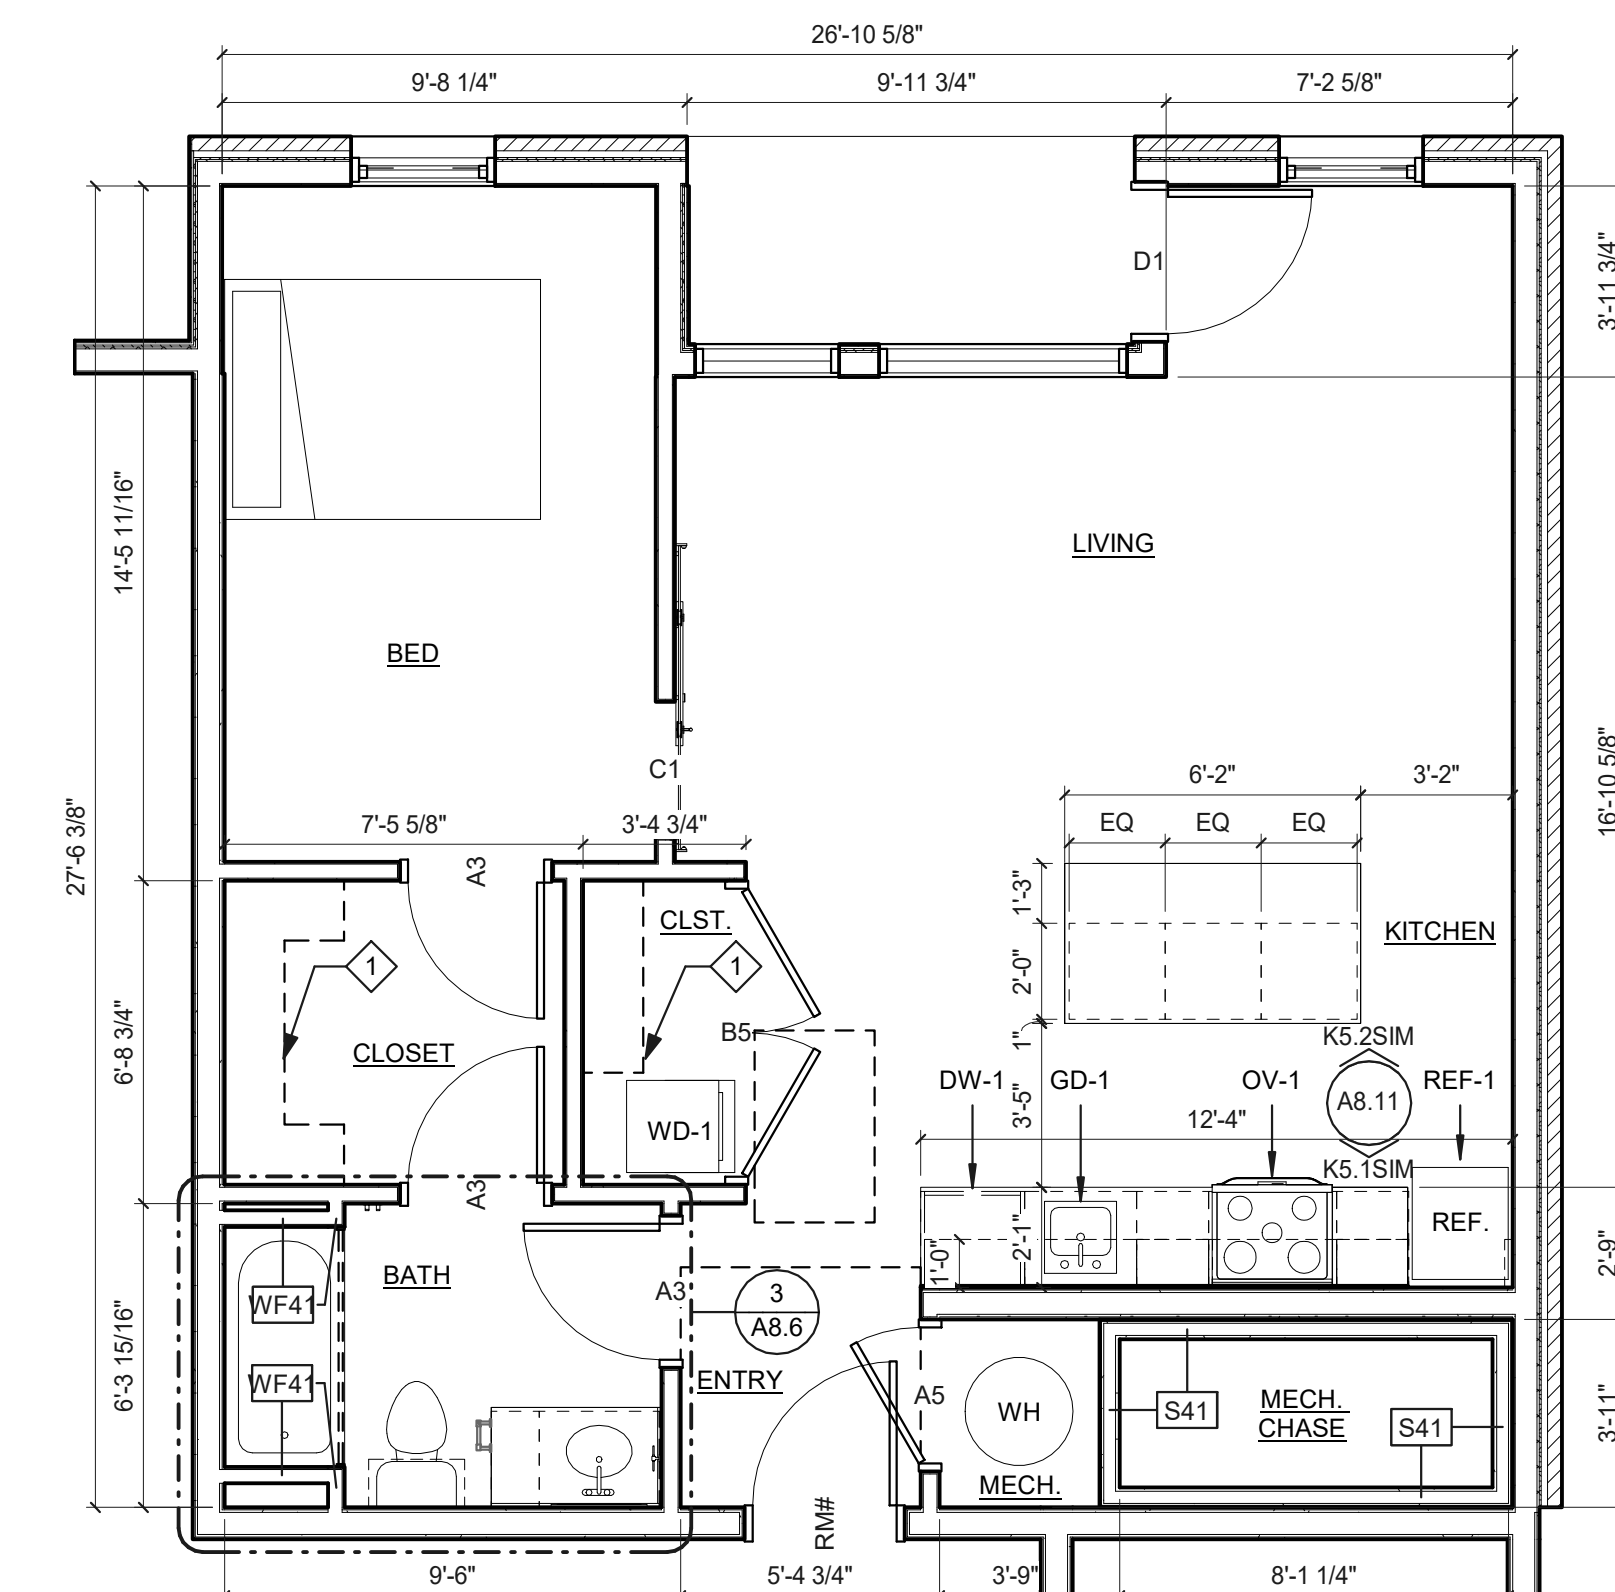 26'-10 5/8"
9'-8 1/4"
9'-11 3/4"
7'-2 5/8"
D1
3'-11 3/4"
14'-5 11/16"
LIVING
BED
C1
6'-2"
3'-2"
16'-10 5/8"
27'-6 3/8"
7'-5 5/8"
3'-4 3/4"
EQ
EQ
EQ
A3
1'-3"
CLST.
KITCHEN
1
1
2'-0"
6'-8 3/4"
CLOSET
B5
1"
K5.2SIM
DW-1
GD-1
OV-1
A8.11
REF-1
3'-5"
12'-4"
WD-1
K5.1SIM
A3
REF.
1'-0"
2'-1"
2'-9"
BATH
A3
3
A8.6
WF41
6'-3 15/16"
WF41
ENTRY
A5
WH
S41
MECH.
CHASE
S41
3'-11"
MECH.
RM#
9'-6"
5'-4 3/4"
3'-9"
8'-1 1/4"